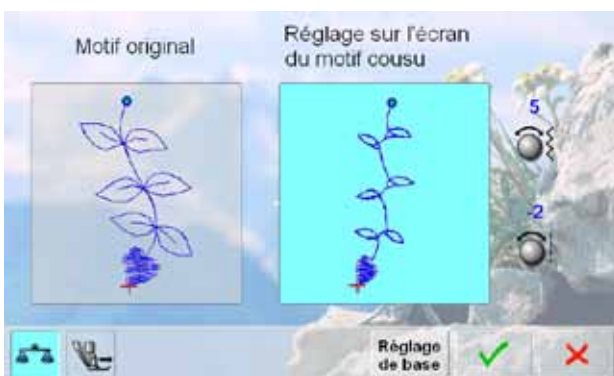 Motif original
Réglage sur l'écran
du motif cousu
5
-2
Réglage
de base